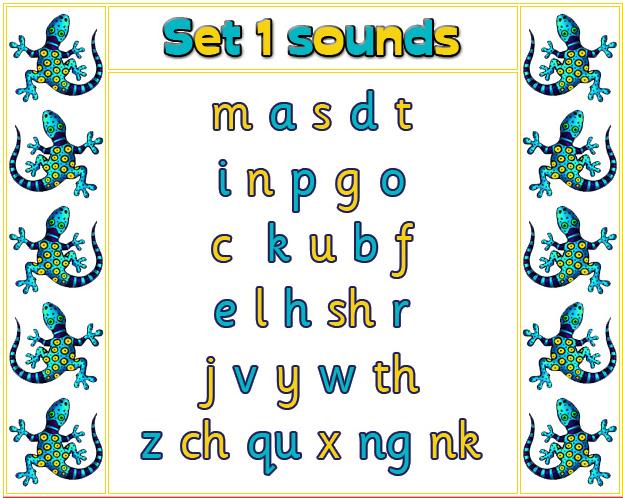 Set 1 sounds
m a s d t
i n p g o
c k u b f
e l h sh r
j v y w th
z ch qu x ng nk